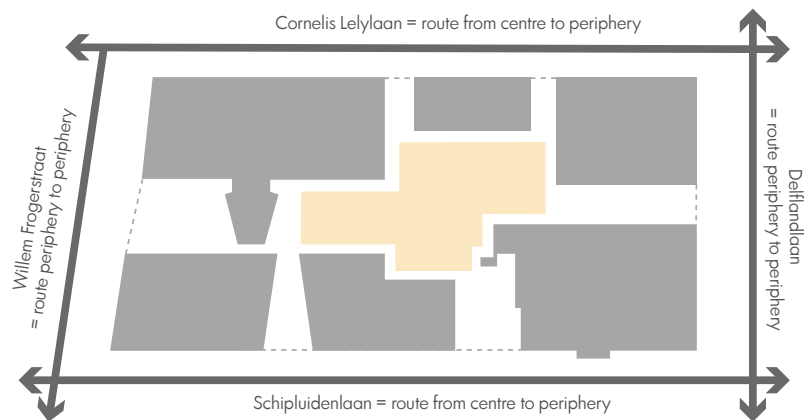 Cornelis Lelylaan = route from centre to periphery
Willem Frogerstraat
= route periphery to periphery
Delflandlaan
= route periphery to periphery
Schipluidenlaan = route from centre to periphery